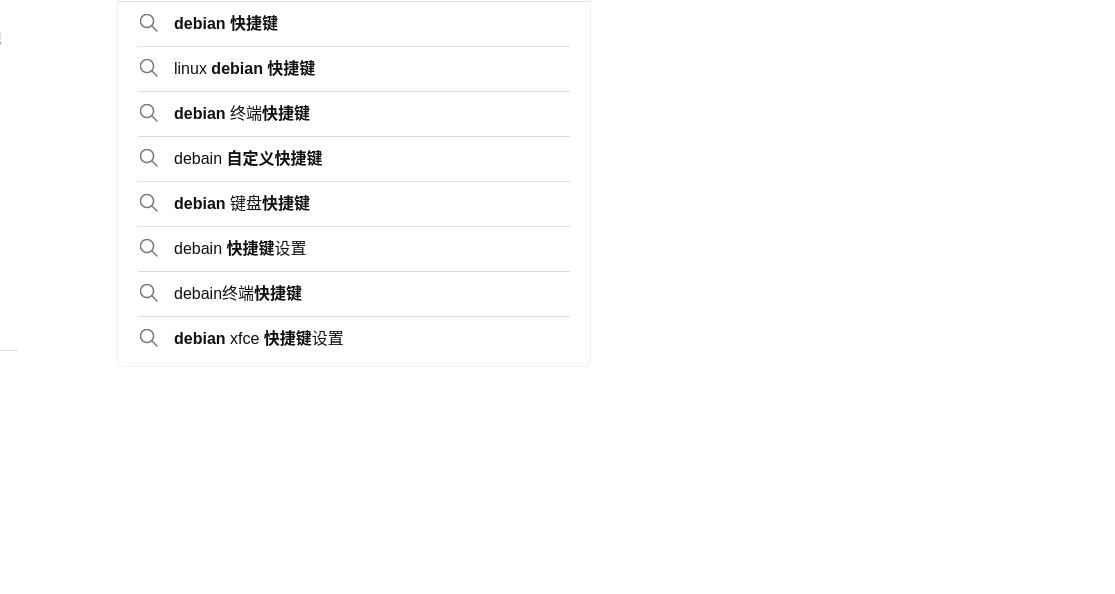 debian 快捷键
linux debian 快捷键
debian 终端快捷键
debain 自定义快捷键
debian 键盘快捷键
debain 快捷键设置
debain终端快捷键
debian xfce 快捷键设置